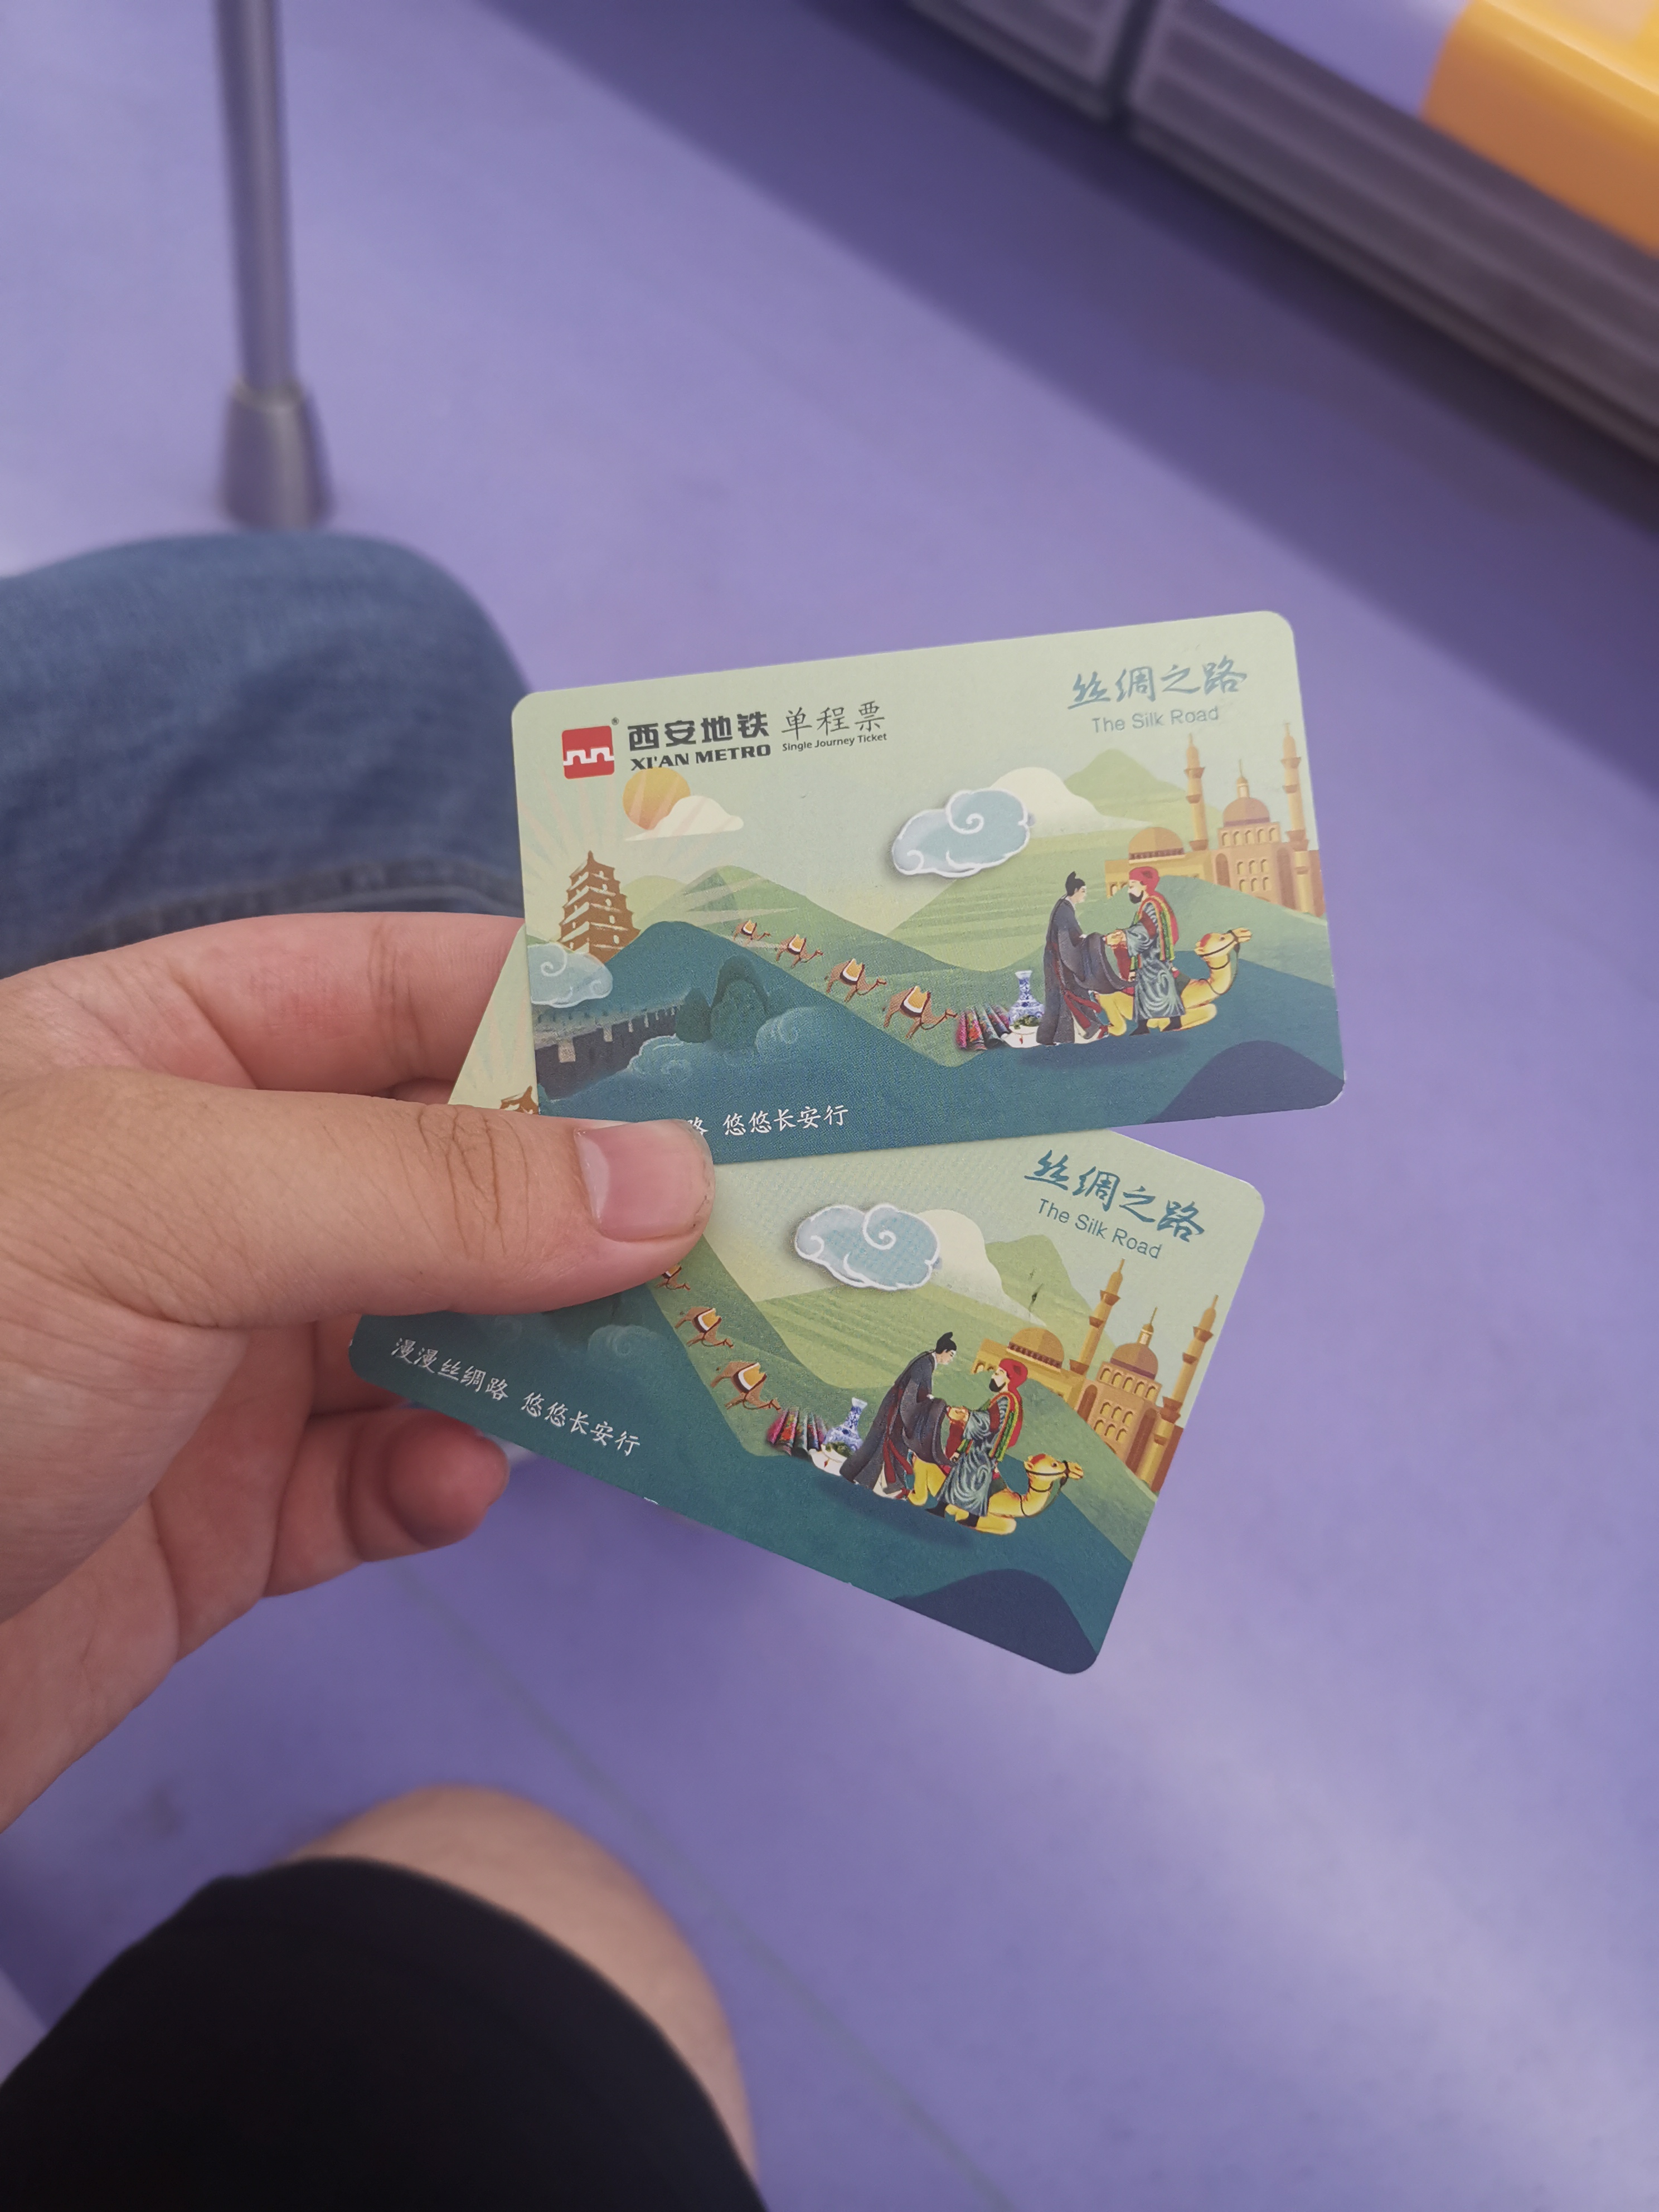 西安地铁 单程票
XI'AN METRO Single Journey Ticket
丝绸之路
The Silk Road
路 悠悠长安行
丝绸之路
The Silk Road
漫漫丝绸路 悠悠长安行